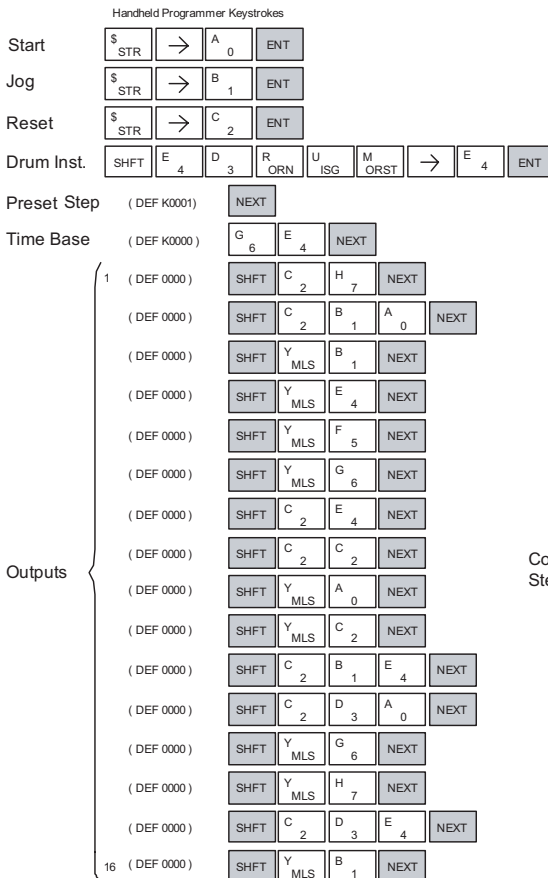 Handheld Programmer Keystrokes
Start $ STR → A 0 ENT
Jog $ STR → B 1 ENT
Reset $ STR → C 2 ENT
Drum Inst. SHFT E 4 D 3 R ORN U ISG M ORST → E 4 ENT
Preset Step ( DEF K0001) NEXT
Time Base ( DEF K0000 ) G 6 E 4 NEXT
1 ( DEF 0000 ) SHFT C 2 H 7 NEXT
( DEF 0000 ) SHFT C 2 B 1 A 0 NEXT
( DEF 0000 ) SHFT Y MLS B 1 NEXT
( DEF 0000 ) SHFT Y MLS E 4 NEXT
( DEF 0000 ) SHFT Y MLS F 5 NEXT
( DEF 0000 ) SHFT Y MLS G 6 NEXT
( DEF 0000 ) SHFT C 2 E 4 NEXT
( DEF 0000 ) SHFT C 2 C 2 NEXT
Outputs
( DEF 0000 ) SHFT Y MLS A 0 NEXT
( DEF 0000 ) SHFT Y MLS C 2 NEXT
( DEF 0000 ) SHFT C 2 B 1 E 4 NEXT
( DEF 0000 ) SHFT C 2 D 3 A 0 NEXT
( DEF 0000 ) SHFT Y MLS G 6 NEXT
( DEF 0000 ) SHFT Y MLS H 7 NEXT
( DEF 0000 ) SHFT C 2 D 3 E 4 NEXT
16 ( DEF 0000 ) SHFT Y MLS B 1 NEXT